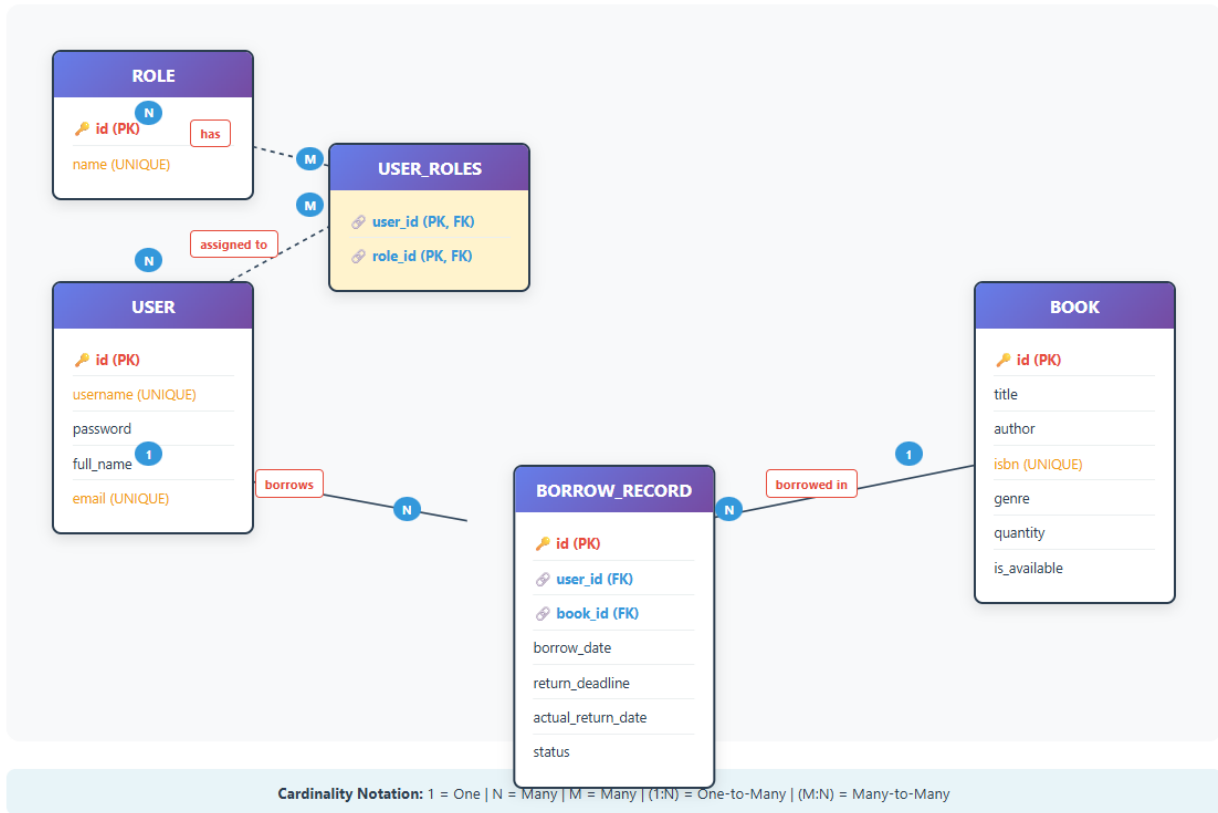 ROLE
N
🔑 id (PK)
has
name (UNIQUE)
M
USER_ROLES
M
🔗 user_id (PK, FK)
🔗 role_id (PK, FK)
assigned to
N
USER
🔑 id (PK)
username (UNIQUE)
password
full_name
1
email (UNIQUE)
borrows
N
BORROW_RECORD
🔑 id (PK)
🔗 user_id (FK)
🔗 book_id (FK)
borrow_date
return_deadline
actual_return_date
status
N
borrowed in
1
BOOK
🔑 id (PK)
title
author
isbn (UNIQUE)
genre
quantity
is_available
Cardinality Notation: 1 = One | N = Many | M = Many | (1:N) = One-to-Many | (M:N) = Many-to-Many